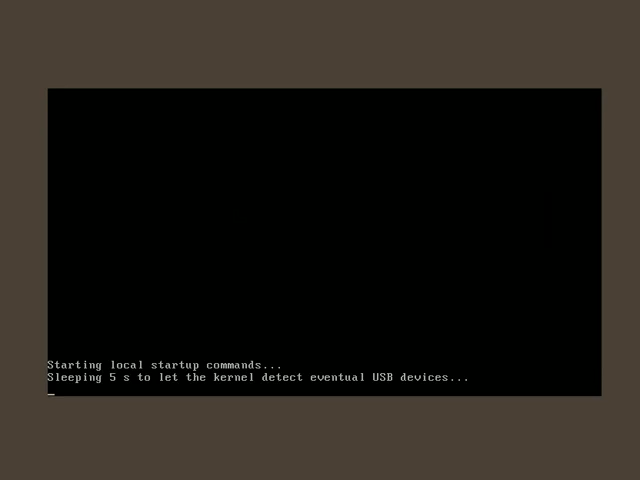 Starting local startup commands...
Sleeping 5 s to let the kernel detect eventual USB devices...